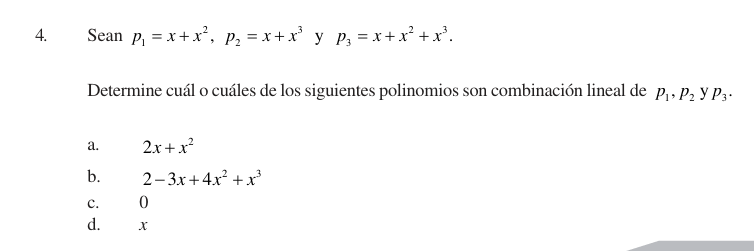 4. Sean p₁ = x + x², p₂ = x + x³ y p₃ = x + x² + x³.
Determine cuál o cuáles de los siguientes polinomios son combinación lineal de p₁, p₂ y p₃.
a. 2x + x²
b. 2 − 3x + 4x² + x³
c. 0
d. x